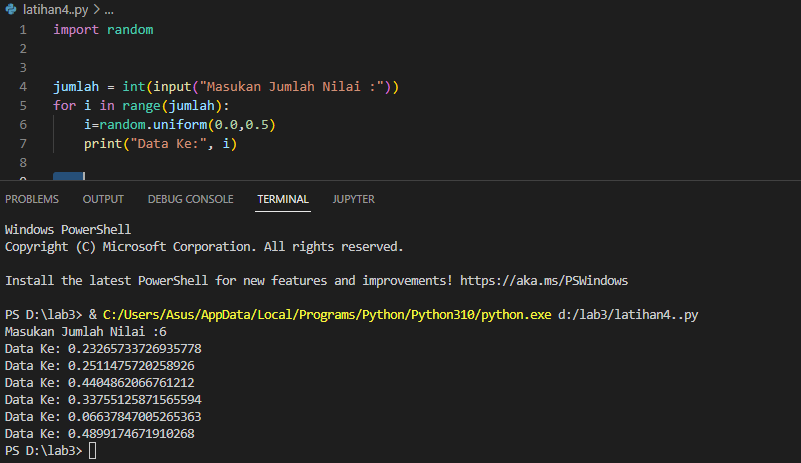 latihan4..py > ...
1 import random
2
3
4 jumlah = int(input("Masukan Jumlah Nilai :"))
5 for i in range(jumlah):
6     i=random.uniform(0.0,0.5)
7     print("Data Ke:", i)
8
9
PROBLEMS OUTPUT DEBUG CONSOLE TERMINAL JUPYTER
Windows PowerShell
Copyright (C) Microsoft Corporation. All rights reserved.
Install the latest PowerShell for new features and improvements! https://aka.ms/PSWindows
PS D:\lab3> & C:/Users/Asus/AppData/Local/Programs/Python/Python310/python.exe d:/lab3/latihan4..py
Masukan Jumlah Nilai :6
Data Ke: 0.23265733726935778
Data Ke: 0.2511475720258926
Data Ke: 0.4404862066761212
Data Ke: 0.33755125871565594
Data Ke: 0.06637847005265363
Data Ke: 0.4899174671910268
PS D:\lab3>